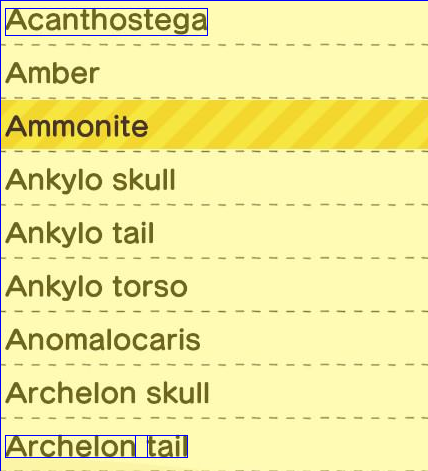 Acanthostega
Amber
Ammonite
Ankylo skull
Ankylo tail
Ankylo torso
Anomalocaris
Archelon skull
Archelon tail